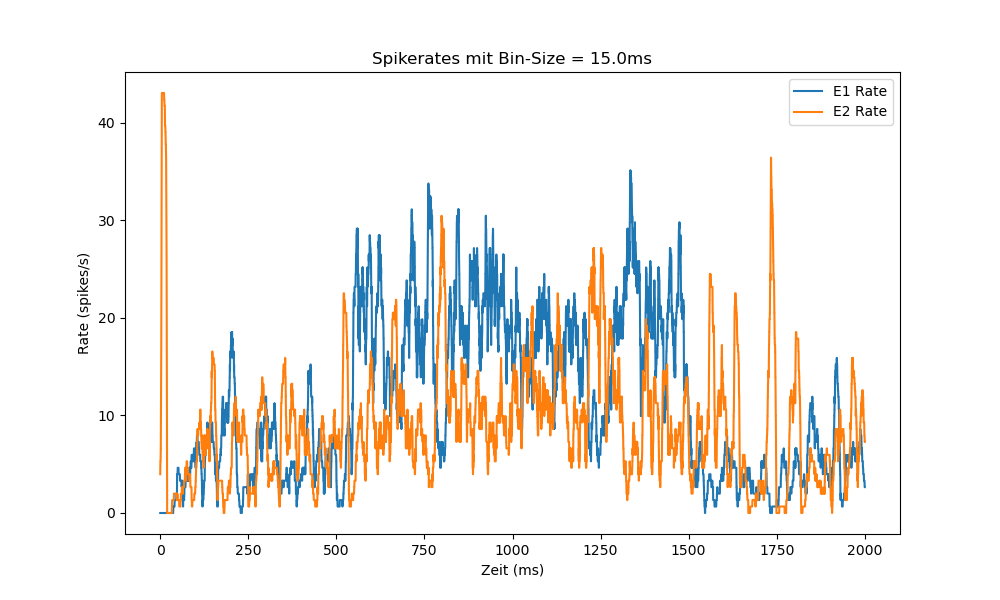 Spikerates mit Bin-Size = 15.0ms
E1 Rate
E2 Rate
Rate (spikes/s)
40
30
20
10
0
0 250 500 750 1000 1250 1500 1750 2000
Zeit (ms)